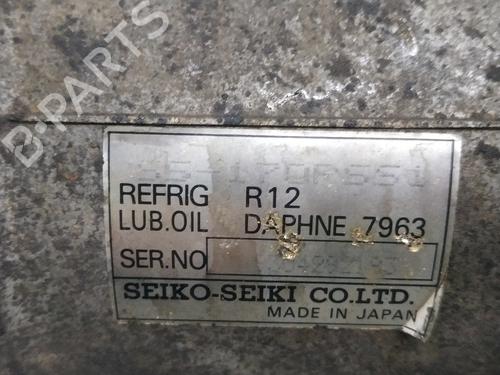 B-PARTS
REFRIG R12
LUB.OIL DAPHNE 7963
SER.NO
SEIKO-SEIKI CO.LTD.
MADE IN JAPAN